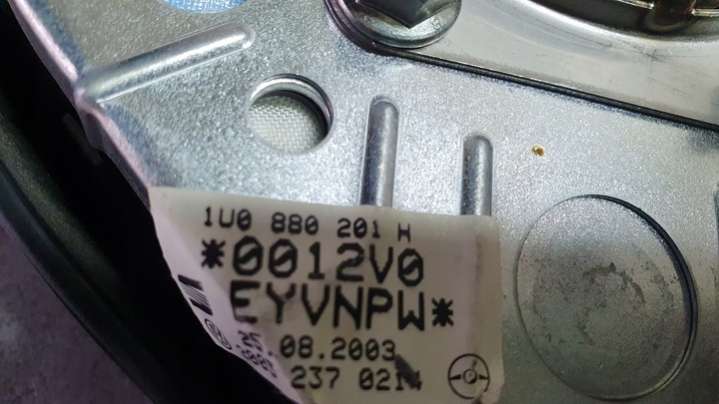 1U0 880 201 H
*0012V0
EYVNPW*
25.08.2003
237 0214